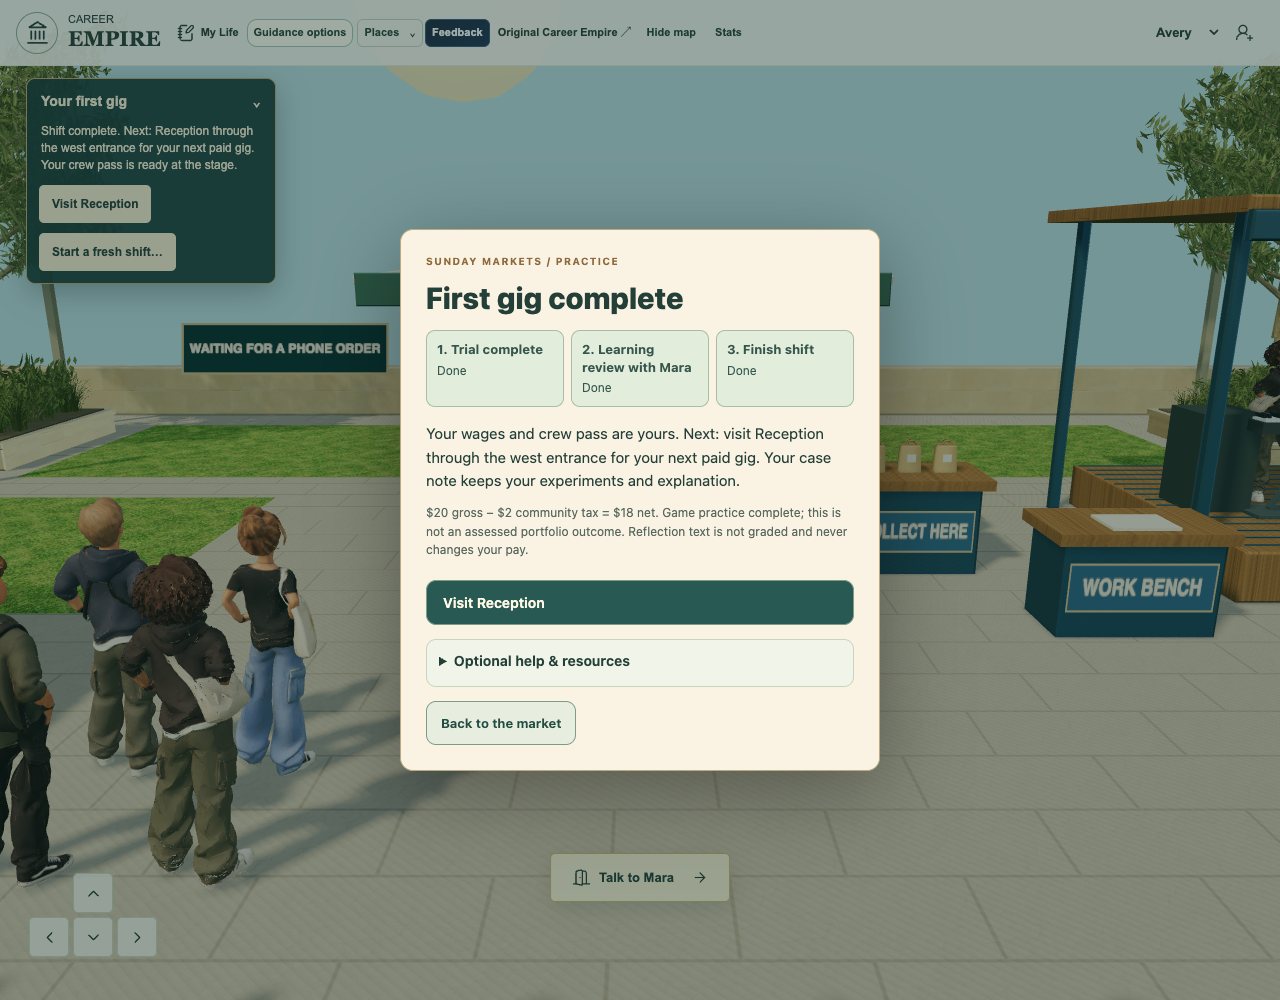 CAREER
EMPIRE
My Life
Guidance options
Places
Feedback
Original Career Empire
Hide map
Stats
Avery
Your first gig
Shift complete. Next: Reception through
the west entrance for your next paid gig.
Your crew pass is ready at the stage.
Visit Reception
Start a fresh shift...
WAITING FOR A PHONE ORDER
SUNDAY MARKETS / PRACTICE
First gig complete
1. Trial complete
Done
2. Learning
review with Mara
Done
3. Finish shift
Done
Your wages and crew pass are yours. Next: visit Reception
through the west entrance for your next paid gig. Your case
note keeps your experiments and explanation.
$20 gross – $2 community tax = $18 net. Game practice complete; this is
not an assessed portfolio outcome. Reflection text is not graded and never
changes your pay.
Visit Reception
Optional help & resources
Back to the market
LLECT HERE
WORK BENCH
Talk to Mara